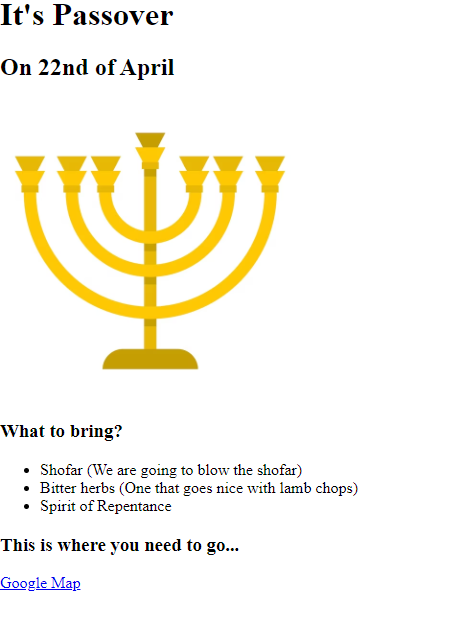 It's Passover
On 22nd of April
What to bring?
Shofar (We are going to blow the shofar)
Bitter herbs (One that goes nice with lamb chops)
Spirit of Repentance
This is where you need to go...
Google Map